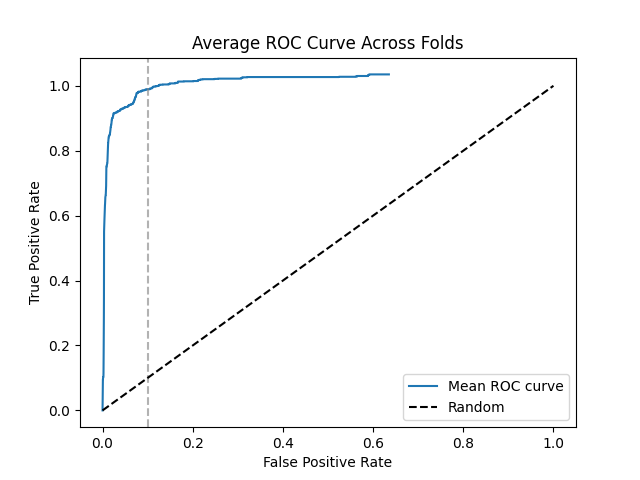 Average ROC Curve Across Folds
True Positive Rate
1.0
0.8
0.6
0.4
0.2
0.0
0.0 0.2 0.4 0.6 0.8 1.0
False Positive Rate
Mean ROC curve
Random